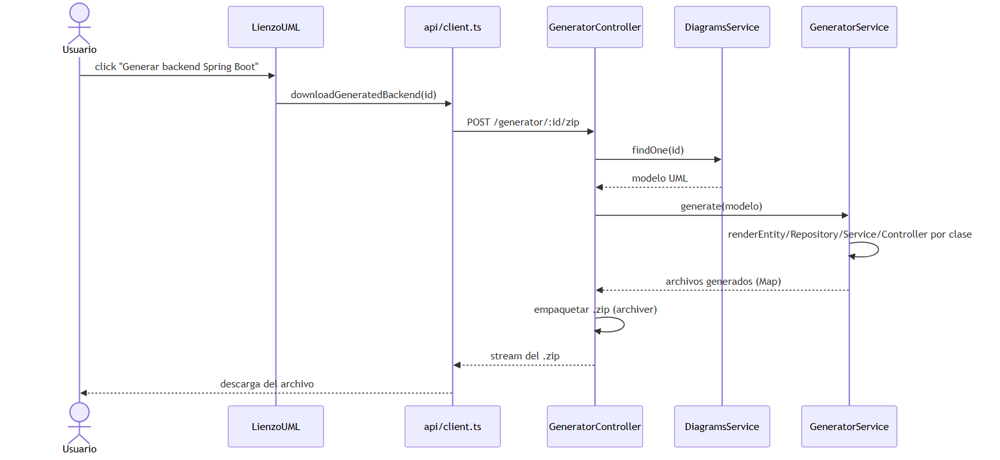 Usuario
LienzoUML
api/client.ts
GeneratorController
DiagramsService
GeneratorService
click "Generar backend Spring Boot"
downloadGeneratedBackend(id)
POST /generator/:id/zip
findOne(id)
modelo UML
generate(modelo)
renderEntity/Repository/Service/Controller por clase
archivos generados (Map)
empaquetar .zip (archiver)
stream del .zip
descarga del archivo
Usuario
LienzoUML
api/client.ts
GeneratorController
DiagramsService
GeneratorService